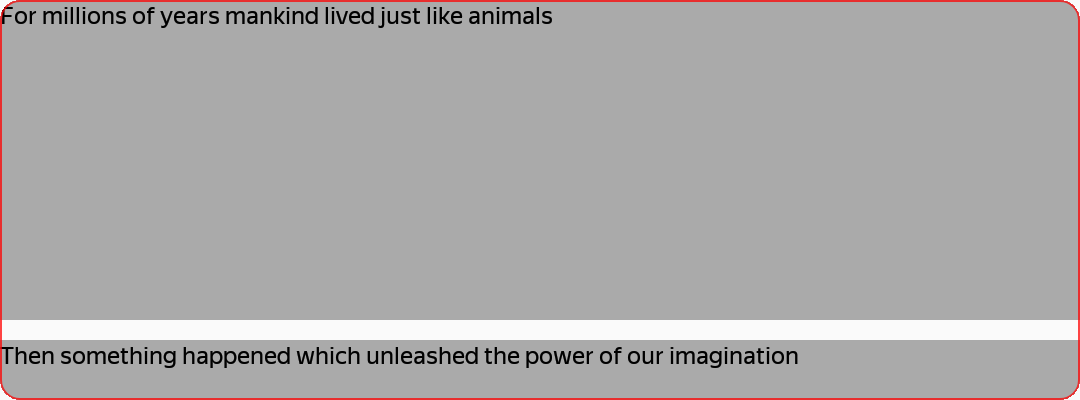 For millions of years mankind lived just like animals
Then something happened which unleashed the power of our imagination